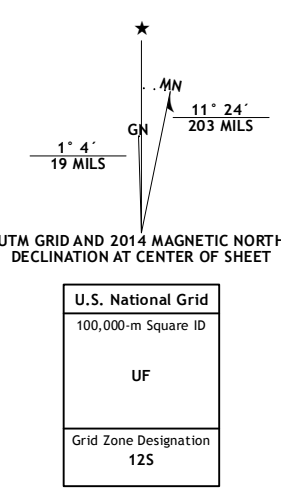 MN
GN
11° 24´
203 MILS
1° 4´
19 MILS
UTM GRID AND 2014 MAGNETIC NORTH
DECLINATION AT CENTER OF SHEET
U.S. National Grid
100,000-m Square ID
UF
Grid Zone Designation
12S